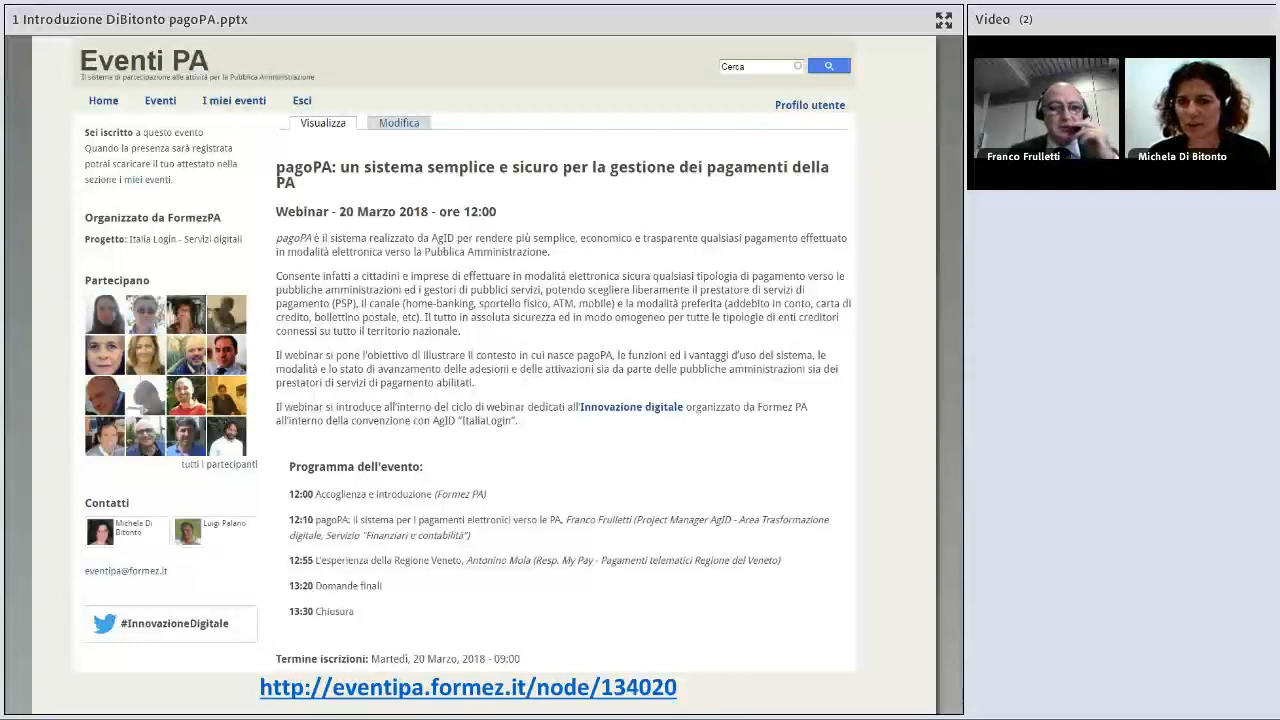 1 Introduzione DiBitonto pagoPA.pptx
Video (2)
Franco Frulletti
Michela Di Bitonto
Eventi PA
Il sistema di partecipazione alle attività per la Pubblica Amministrazione
Cerca
Home Eventi I miei eventi Esci
Profilo utente
Visualizza Modifica
Sei iscritto a questo evento
Quando la presenza sarà registrata
potrai scaricare il tuo attestato nella
sezione i miei eventi.
Organizzato da FormezPA
Progetto: Italia Login - Servizi digitali
Partecipano
tutti i partecipanti
Contatti
Michela Di
Bitonto
Luigi Palano
eventipa@formez.it
#InnovazioneDigitale
pagoPA: un sistema semplice e sicuro per la gestione dei pagamenti della
PA
Webinar - 20 Marzo 2018 - ore 12:00
pagoPA è il sistema realizzato da AgID per rendere più semplice, economico e trasparente qualsiasi pagamento effettuato
in modalità elettronica verso la Pubblica Amministrazione.
Consente infatti a cittadini e imprese di effettuare in modalità elettronica sicura qualsiasi tipologia di pagamento verso le
pubbliche amministrazioni ed i gestori di pubblici servizi, potendo scegliere liberamente il prestatore di servizi di
pagamento (PSP), il canale (home-banking, sportello fisico, ATM, mobile) e la modalità preferita (addebito in conto, carta di
credito, bollettino postale, etc). Il tutto in assoluta sicurezza ed in modo omogeneo per tutte le tipologie di enti creditori
connessi su tutto il territorio nazionale.
Il webinar si pone l'obiettivo di illustrare il contesto in cui nasce pagoPA, le funzioni ed i vantaggi d'uso del sistema, le
modalità e lo stato di avanzamento delle adesioni e delle attivazioni sia da parte delle pubbliche amministrazioni sia dei
prestatori di servizi di pagamento abilitati.
Il webinar si introduce all'interno del ciclo di webinar dedicati all'Innovazione digitale organizzato da Formez PA
all'interno della convenzione con AgID "ItaliaLogin".
Programma dell'evento:
12:00 Accoglienza e introduzione (Formez PA)
12:10 pagoPA: il sistema per i pagamenti elettronici verso le PA, Franco Frulletti (Project Manager AgID - Area Trasformazione
digitale, Servizio "Finanziari e contabilità")
12:55 L'esperienza della Regione Veneto, Antonino Mola (Resp. My Pay - Pagamenti telematici Regione del Veneto)
13:20 Domande finali
13:30 Chiusura
Termine iscrizioni: Martedì, 20 Marzo, 2018 - 09:00
http://eventipa.formez.it/node/134020